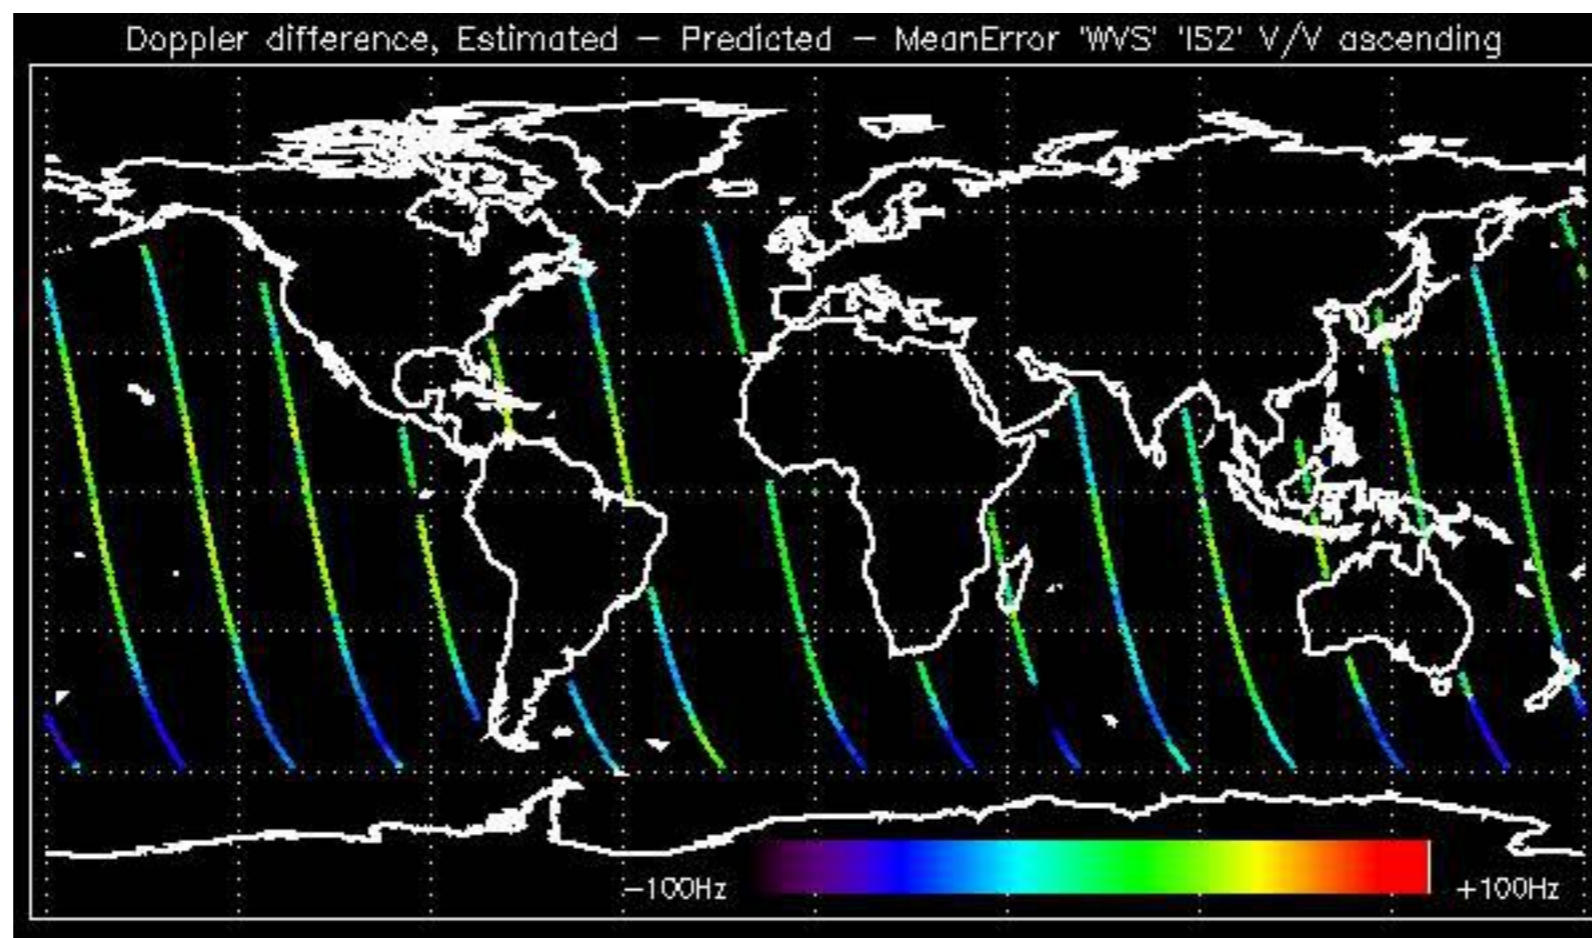 Doppler difference, Estimated – Predicted – MeanError 'WVS' 'IS2' V/V ascending
–100Hz
+100Hz